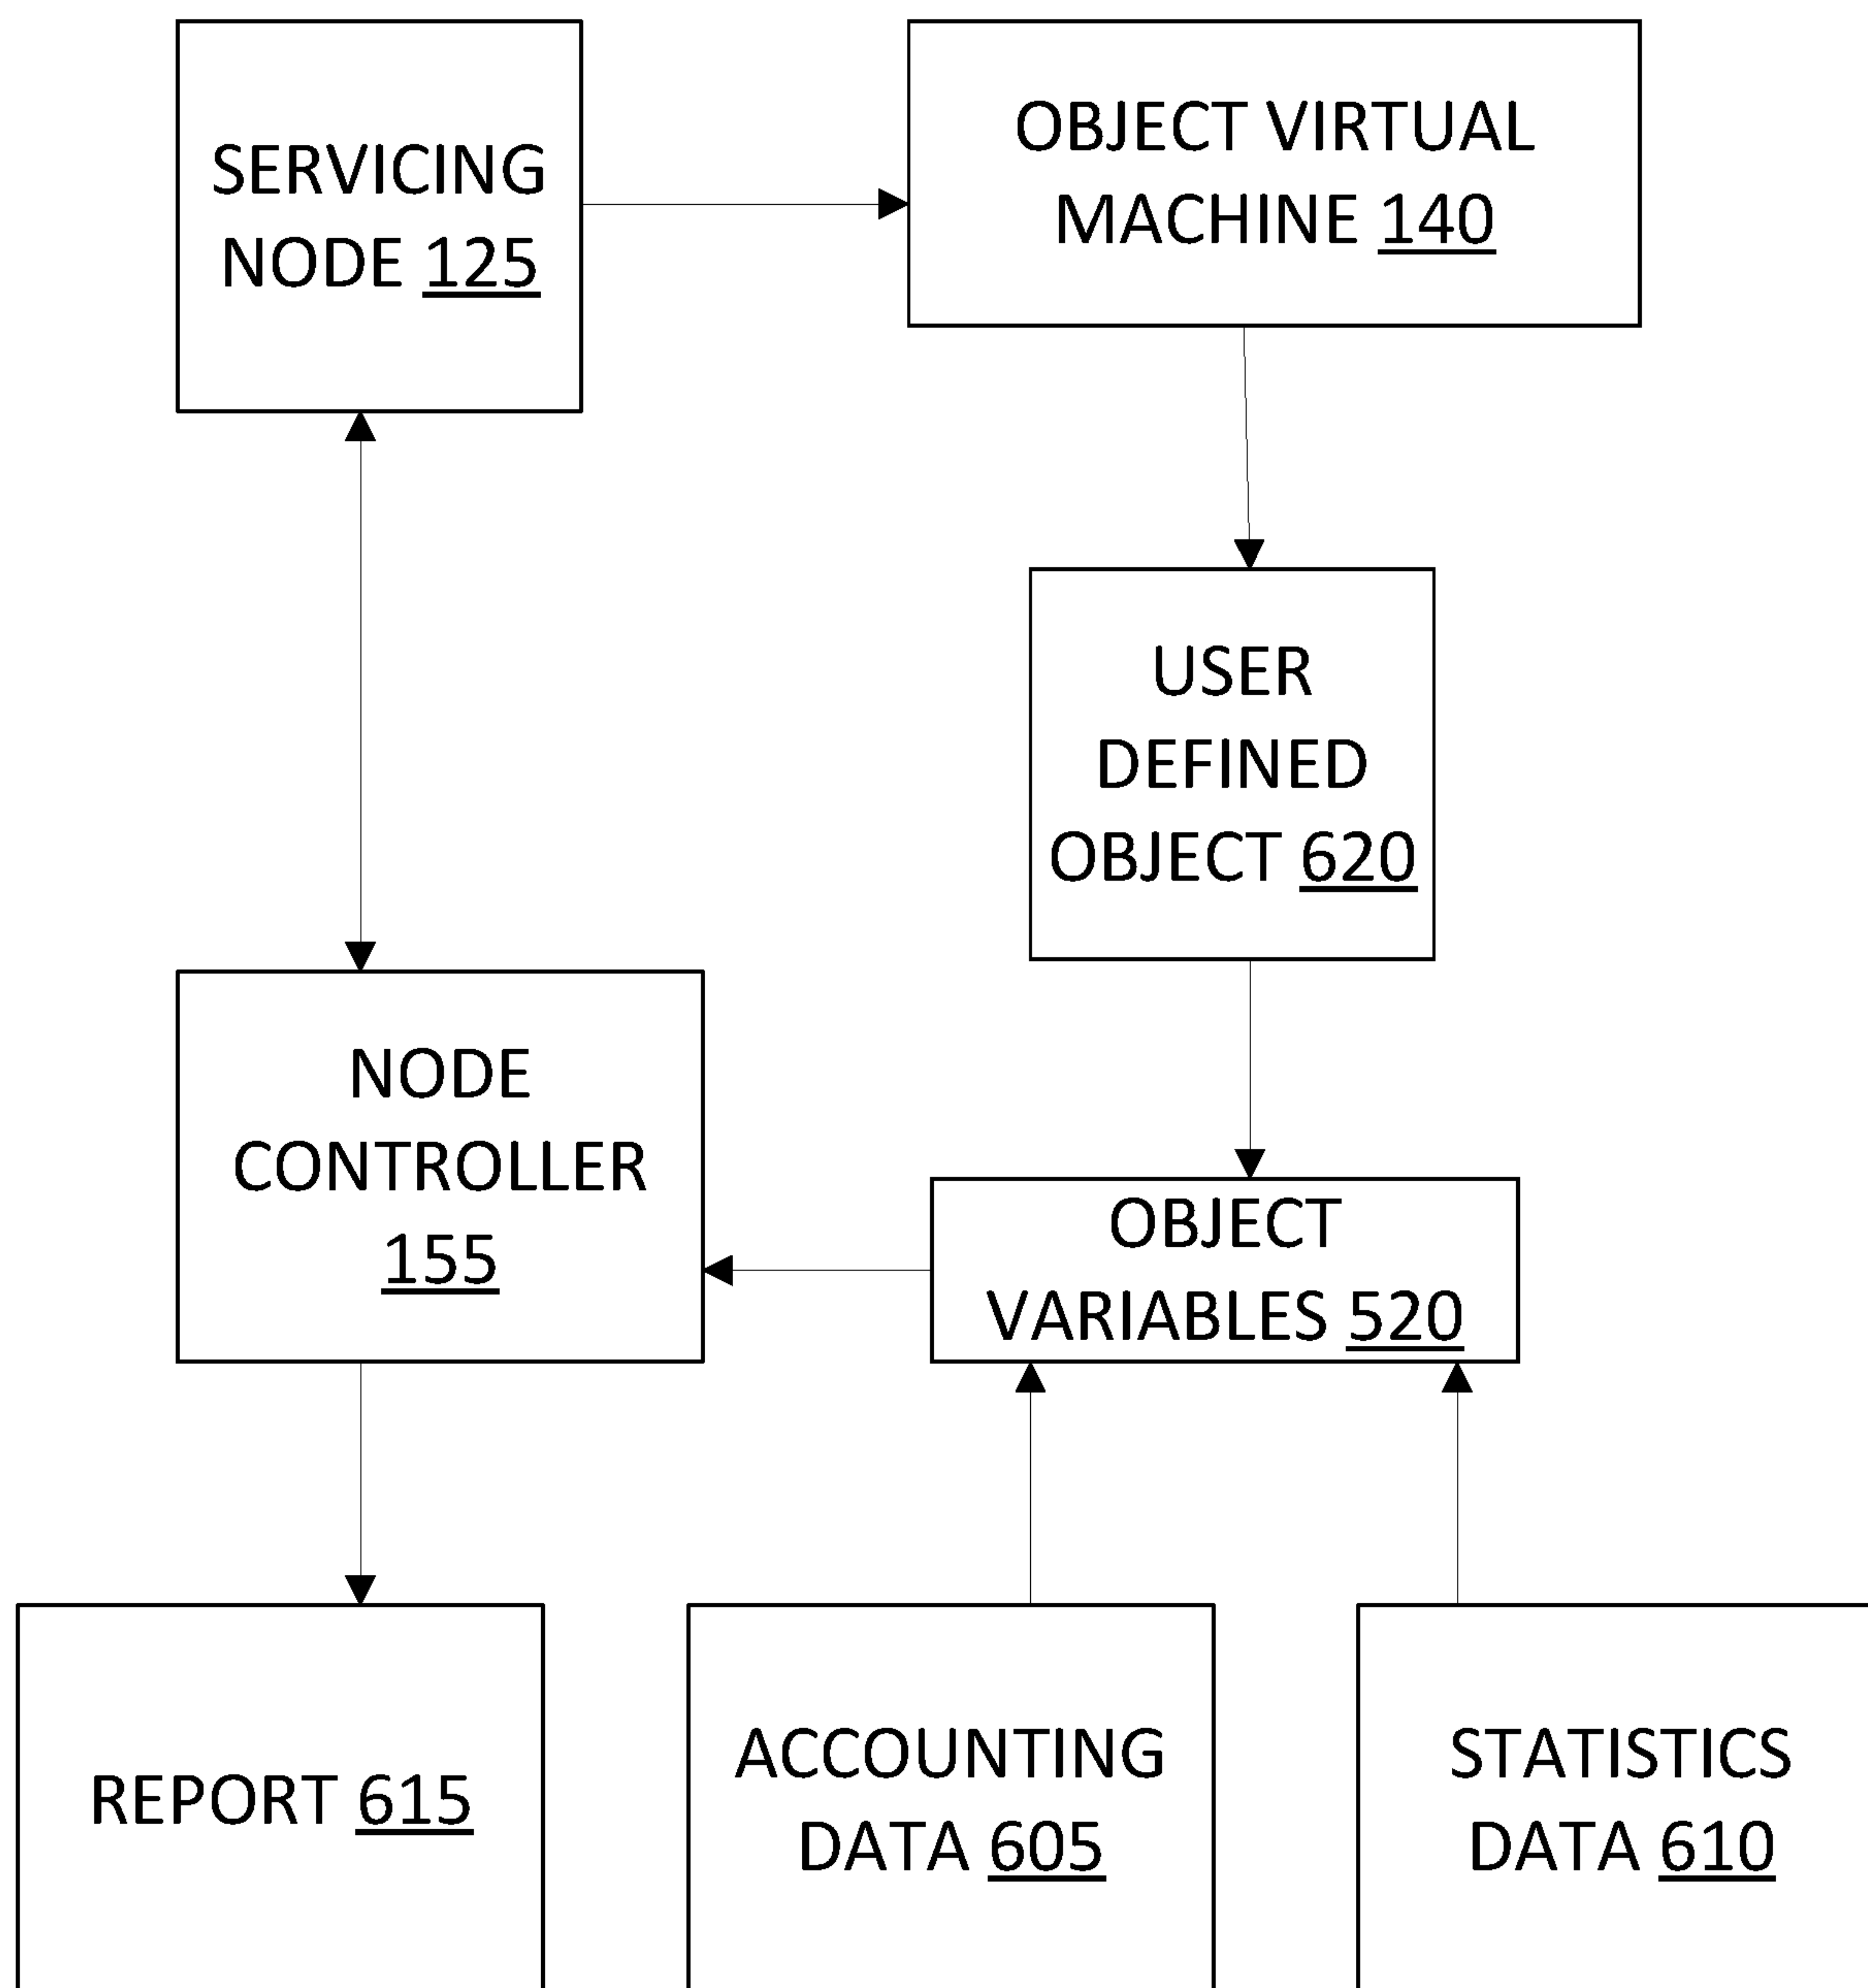 SERVICING
NODE 125
OBJECT VIRTUAL
MACHINE 140
USER
DEFINED
OBJECT 620
NODE
CONTROLLER
155
OBJECT
VARIABLES 520
REPORT 615
ACCOUNTING
DATA 605
STATISTICS
DATA 610